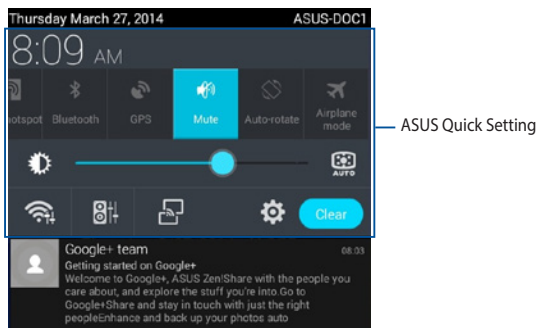 Thursday March 27, 2014 ASUS-DOC1
8:09 AM
hotspot Bluetooth GPS Mute Auto-rotate Airplane mode
ASUS Quick Setting
AUTO
Clear
Google+ team 08:03
Getting started on Google+
Welcome to Google+, ASUS Zen!Share with the people you
care about, and explore the stuff you're into.Go to
Google+Share and stay in touch with just the right
peopleEnhance and back up your photos auto